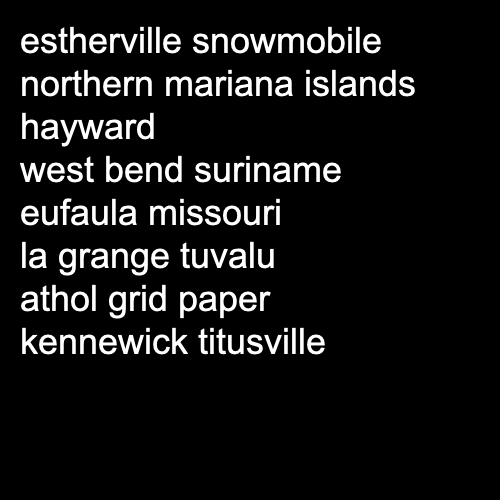 estherville snowmobile
northern mariana islands
hayward
west bend suriname
eufaula missouri
la grange tuvalu
athol grid paper
kennewick titusville